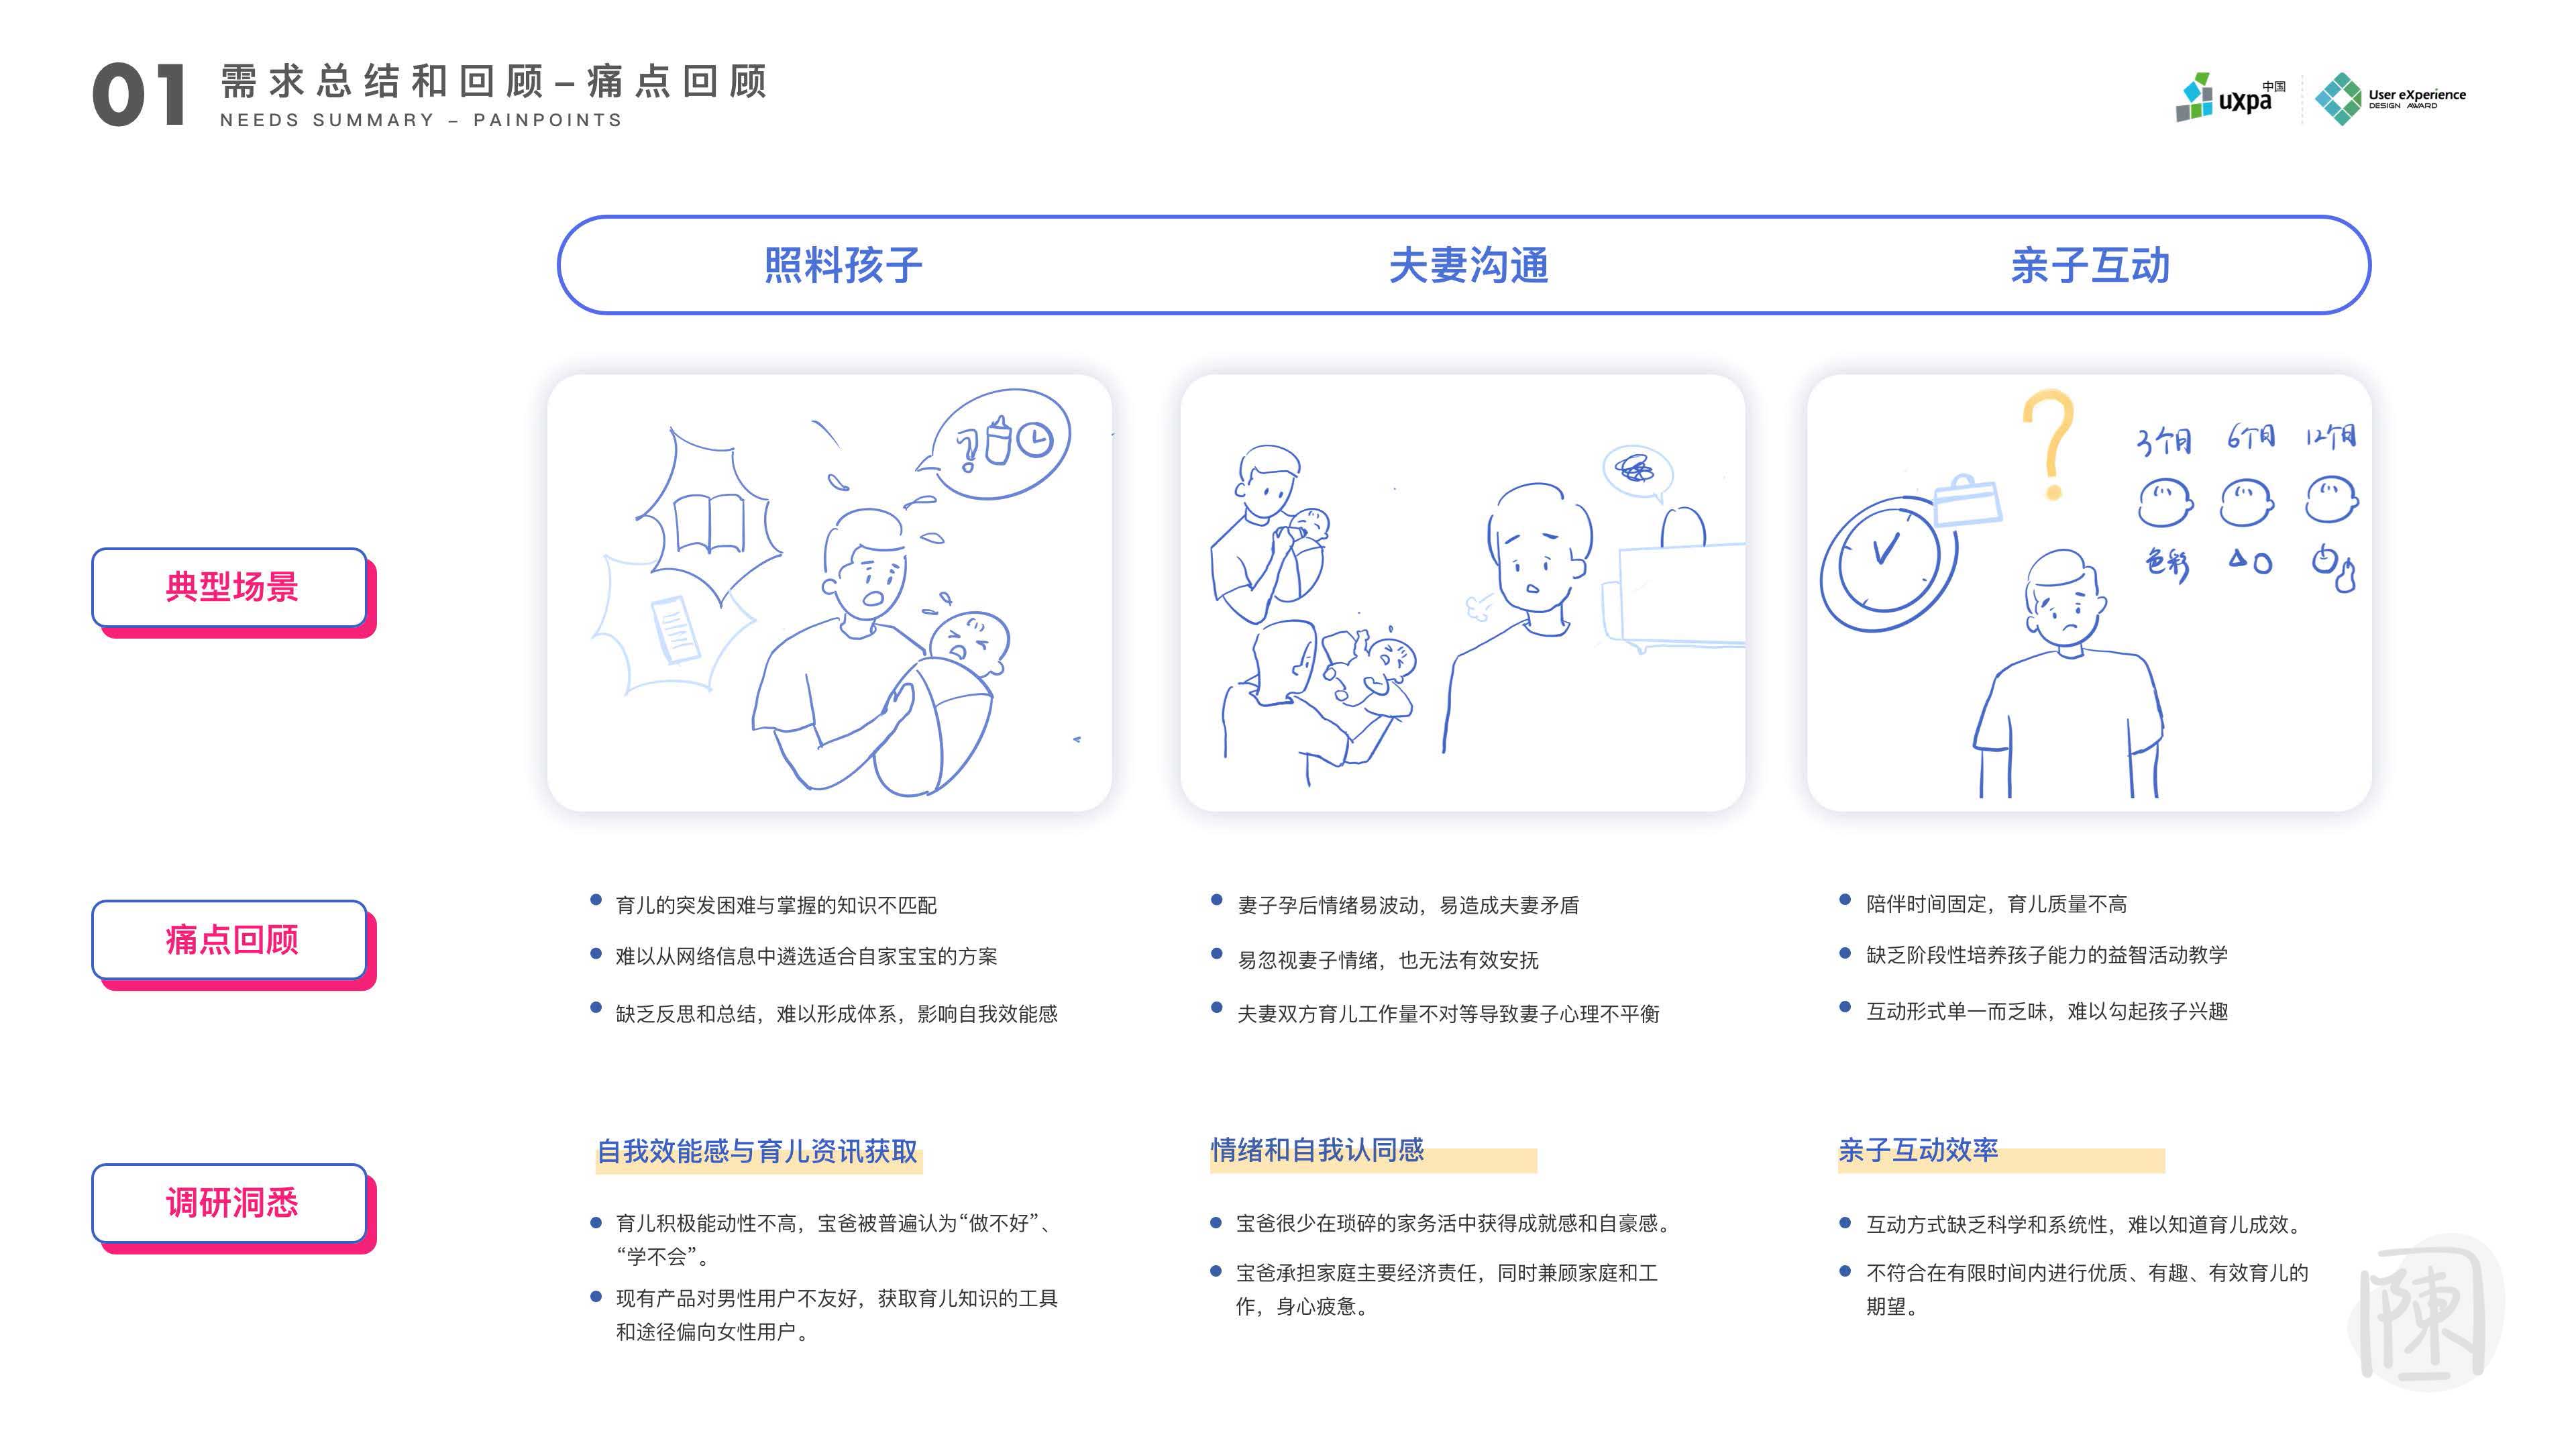 01
需求总结和回顾–痛点回顾
NEEDS SUMMARY – PAINPOINTS
uxpa中国
User eXperience
DESIGN AWARD
照料孩子
夫妻沟通
亲子互动
典型场景
?
?
3个月 6个月 12个月
色彩
痛点回顾
育儿的突发困难与掌握的知识不匹配
难以从网络信息中遴选适合自家宝宝的方案
缺乏反思和总结，难以形成体系，影响自我效能感
妻子孕后情绪易波动，易造成夫妻矛盾
易忽视妻子情绪，也无法有效安抚
夫妻双方育儿工作量不对等导致妻子心理不平衡
陪伴时间固定，育儿质量不高
缺乏阶段性培养孩子能力的益智活动教学
互动形式单一而乏味，难以勾起孩子兴趣
调研洞悉
自我效能感与育儿资讯获取
育儿积极能动性不高，宝爸被普遍认为“做不好”、
“学不会”。
现有产品对男性用户不友好，获取育儿知识的工具
和途径偏向女性用户。
情绪和自我认同感
宝爸很少在琐碎的家务活中获得成就感和自豪感。
宝爸承担家庭主要经济责任，同时兼顾家庭和工
作，身心疲惫。
亲子互动效率
互动方式缺乏科学和系统性，难以知道育儿成效。
不符合在有限时间内进行优质、有趣、有效育儿的
期望。
陳